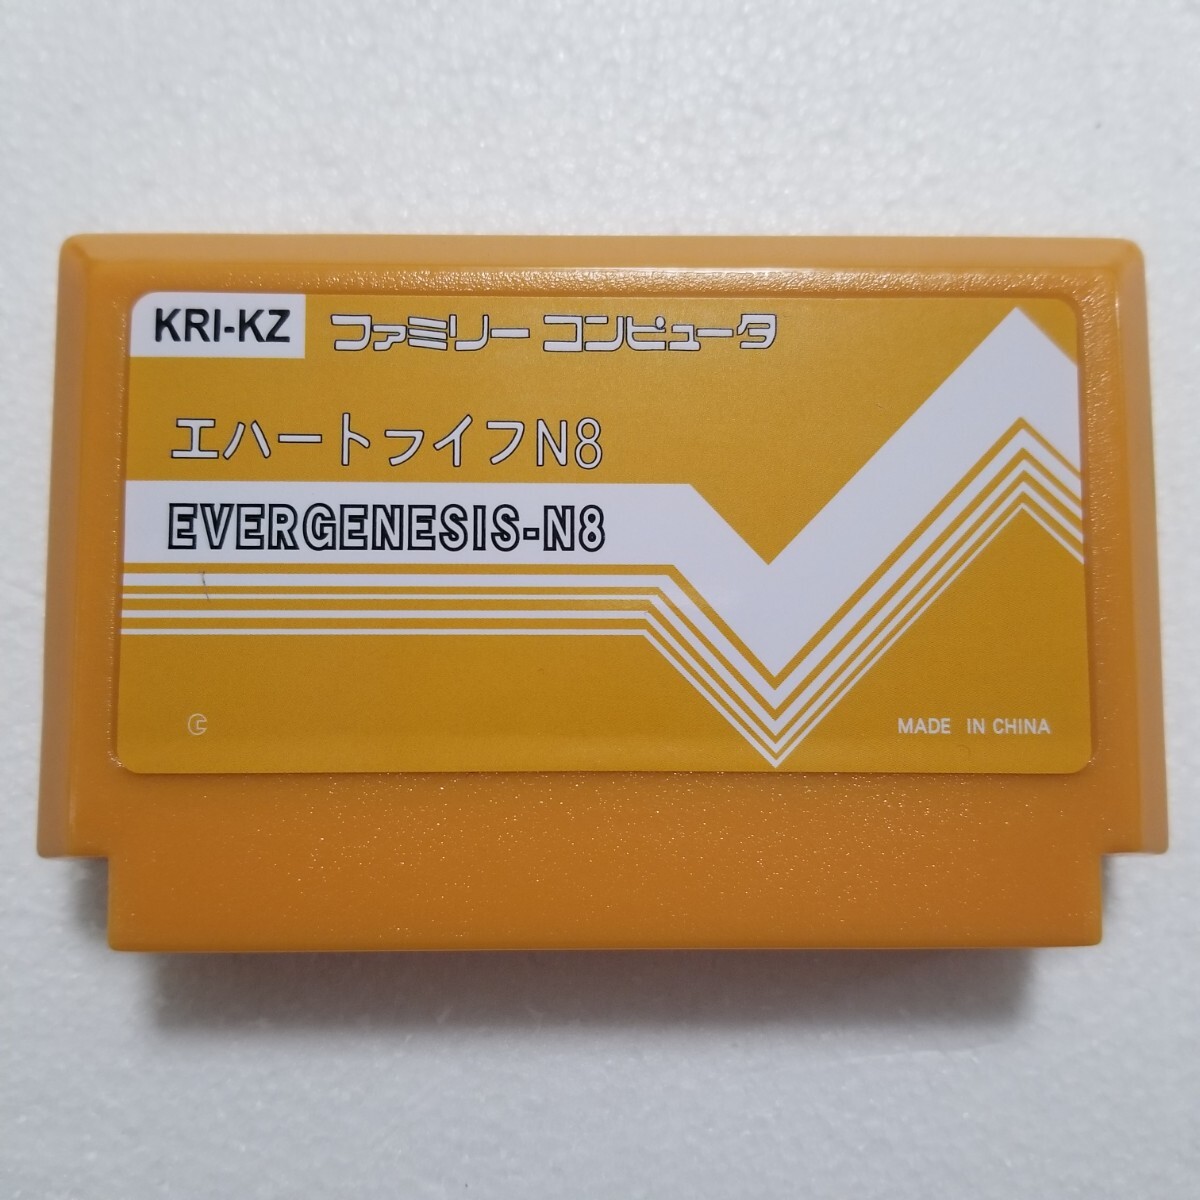 KRI-KZ
ファミリー コンピュータ
エハートフイフN8
EVERGENESIS-N8
MADE IN CHINA